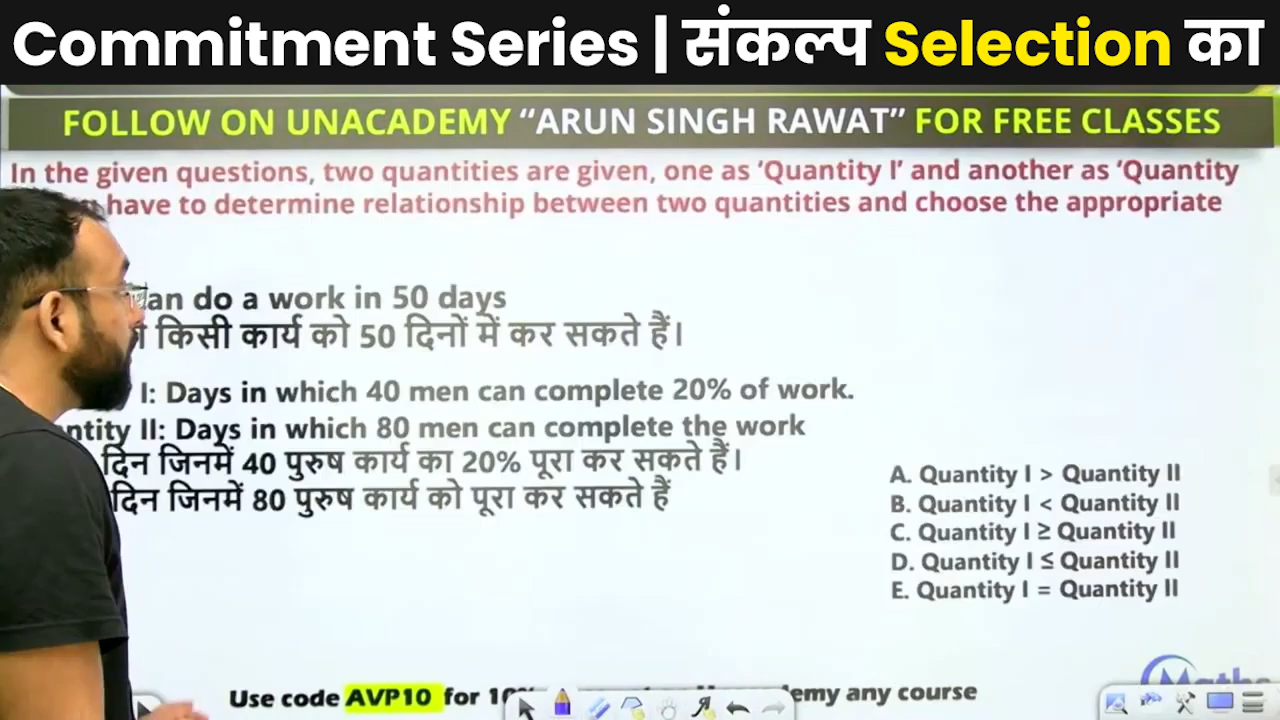 Commitment Series | संकल्प Selection का
FOLLOW ON UNACADEMY “ARUN SINGH RAWAT” FOR FREE CLASSES
In the given questions, two quantities are given, one as ‘Quantity I’ and another as ‘Quantity
have to determine relationship between two quantities and choose the appropriate
do a work in 50 days
किसी कार्य को 50 दिनों में कर सकते हैं।
I: Days in which 40 men can complete 20% of work.
II: Days in which 80 men can complete the work
दिन जिनमें 40 पुरुष कार्य का 20% पूरा कर सकते हैं।
दिन जिनमें 80 पुरुष कार्य को पूरा कर सकते हैं
A. Quantity I > Quantity II
B. Quantity I < Quantity II
C. Quantity I ≥ Quantity II
D. Quantity I ≤ Quantity II
E. Quantity I = Quantity II
Maths
Use code AVP10 for any course